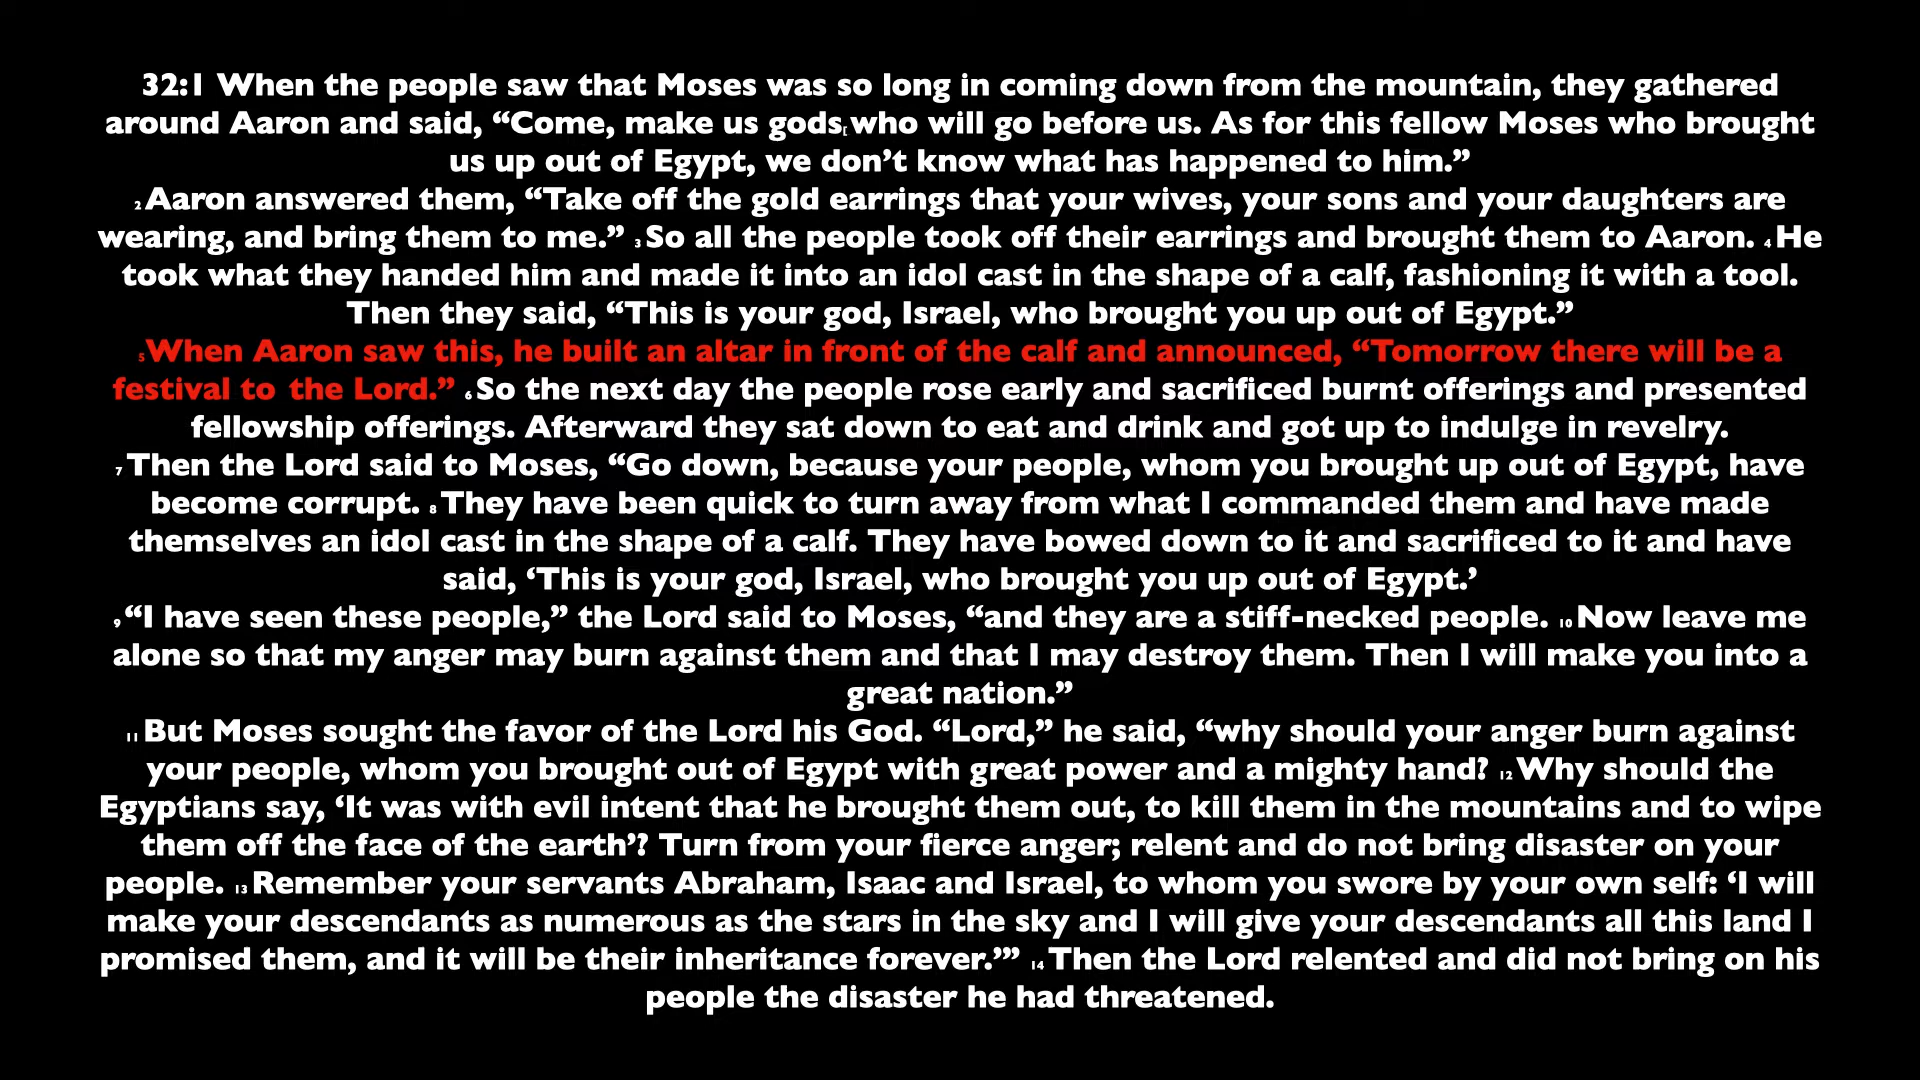 32:1 When the people saw that Moses was so long in coming down from the mountain, they gathered
around Aaron and said, “Come, make us gods[ who will go before us. As for this fellow Moses who brought
us up out of Egypt, we don’t know what has happened to him.”
2 Aaron answered them, “Take off the gold earrings that your wives, your sons and your daughters are
wearing, and bring them to me.” 3 So all the people took off their earrings and brought them to Aaron. 4 He
took what they handed him and made it into an idol cast in the shape of a calf, fashioning it with a tool.
Then they said, “This is your god, Israel, who brought you up out of Egypt.”
5 When Aaron saw this, he built an altar in front of the calf and announced, “Tomorrow there will be a
festival to the Lord.” 6 So the next day the people rose early and sacrificed burnt offerings and presented
fellowship offerings. Afterward they sat down to eat and drink and got up to indulge in revelry.
7 Then the Lord said to Moses, “Go down, because your people, whom you brought up out of Egypt, have
become corrupt. 8 They have been quick to turn away from what I commanded them and have made
themselves an idol cast in the shape of a calf. They have bowed down to it and sacrificed to it and have
said, ‘This is your god, Israel, who brought you up out of Egypt.’
9 “I have seen these people,” the Lord said to Moses, “and they are a stiff-necked people. 10 Now leave me
alone so that my anger may burn against them and that I may destroy them. Then I will make you into a
great nation.”
11 But Moses sought the favor of the Lord his God. “Lord,” he said, “why should your anger burn against
your people, whom you brought out of Egypt with great power and a mighty hand? 12 Why should the
Egyptians say, ‘It was with evil intent that he brought them out, to kill them in the mountains and to wipe
them off the face of the earth’? Turn from your fierce anger; relent and do not bring disaster on your
people. 13 Remember your servants Abraham, Isaac and Israel, to whom you swore by your own self: ‘I will
make your descendants as numerous as the stars in the sky and I will give your descendants all this land I
promised them, and it will be their inheritance forever.’” 14 Then the Lord relented and did not bring on his
people the disaster he had threatened.